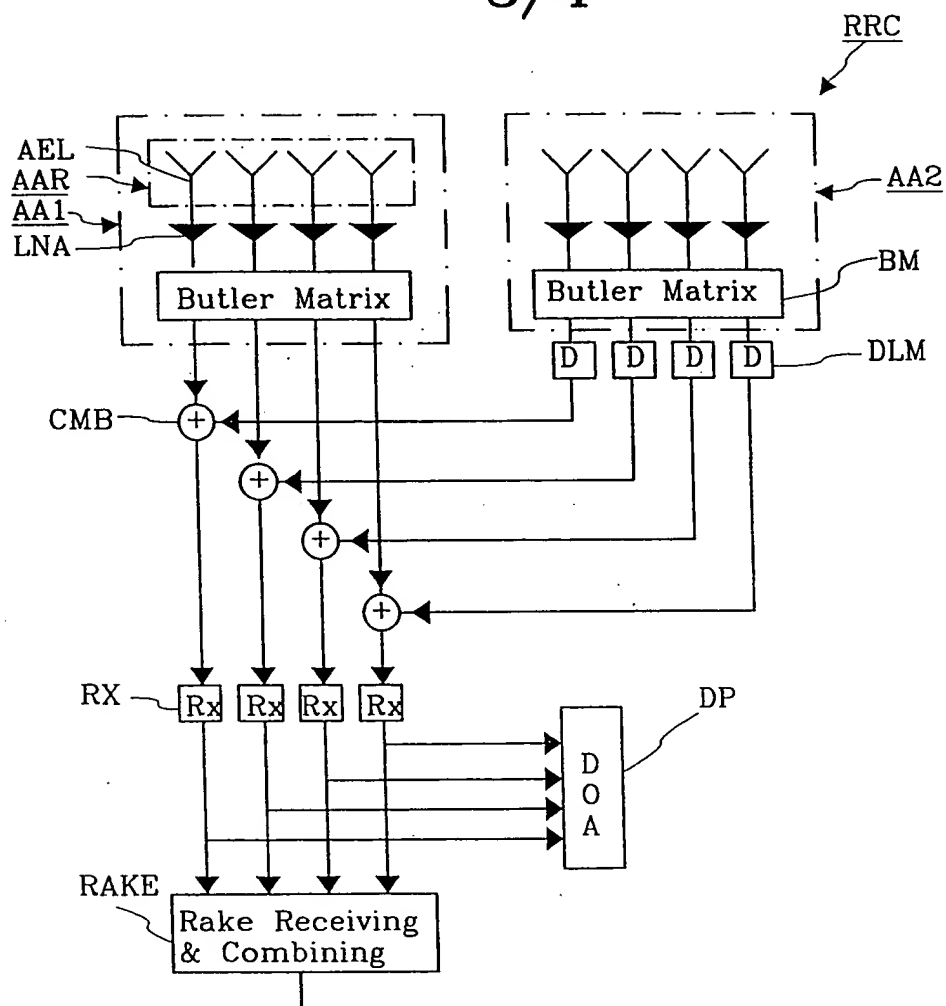 3/4
RRC
AEL
AAR
AA1
LNA
AA2
BM
Butler Matrix
Butler Matrix
D D D D
DLM
CMB
+
+
+
+
RX
Rx Rx Rx Rx
DP
D
O
A
RAKE
Rake Receiving
& Combining